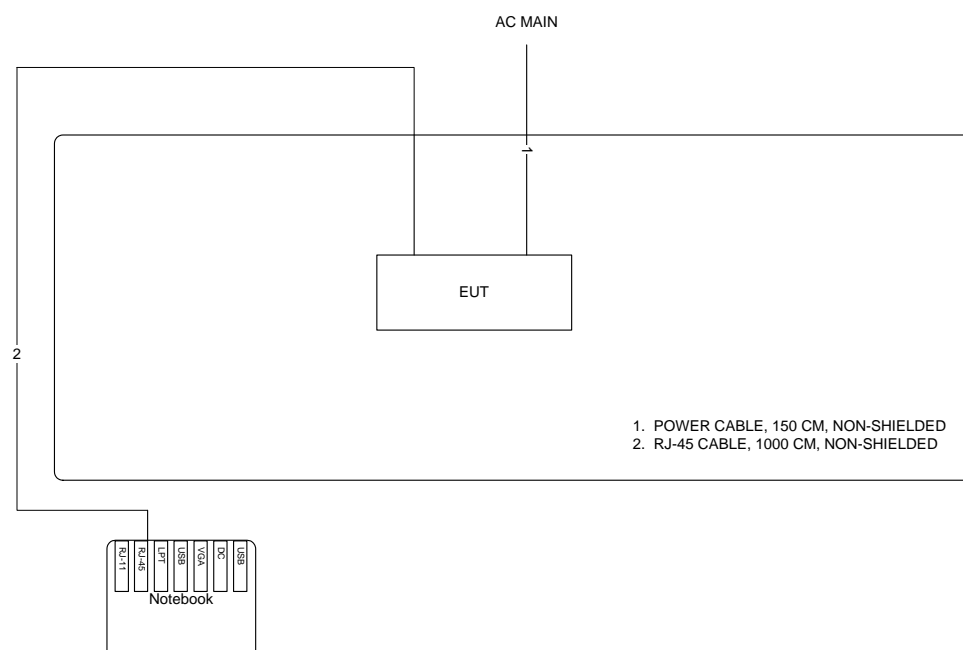 AC MAIN
1
EUT
2
1. POWER CABLE, 150 CM, NON-SHIELDED
2. RJ-45 CABLE, 1000 CM, NON-SHIELDED
RJ-11
RJ-45
LPT
USB
VGA
DC
USB
Notebook